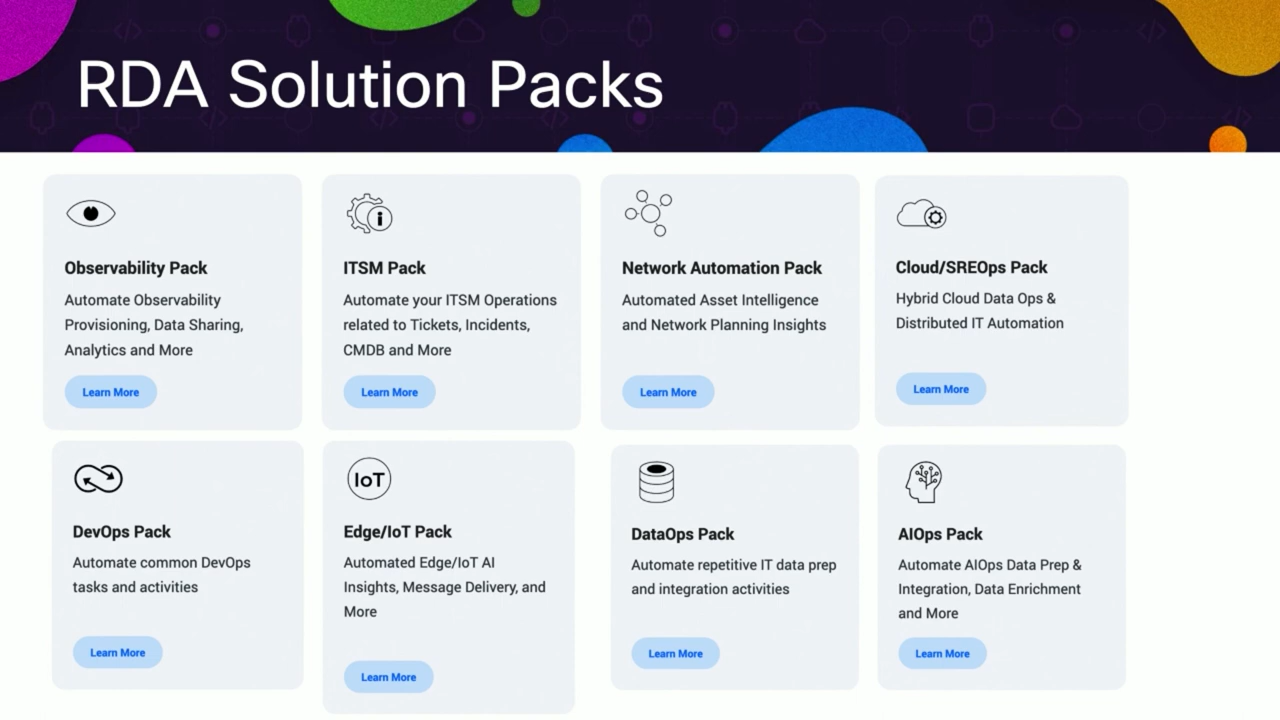 RDA Solution Packs
Observability Pack
Automate Observability
Provisioning, Data Sharing,
Analytics and More
Learn More
ITSM Pack
Automate your ITSM Operations
related to Tickets, Incidents,
CMDB and More
Learn More
Network Automation Pack
Automated Asset Intelligence
and Network Planning Insights
Learn More
Cloud/SREOps Pack
Hybrid Cloud Data Ops &
Distributed IT Automation
Learn More
DevOps Pack
Automate common DevOps
tasks and activities
Learn More
IoT
Edge/IoT Pack
Automated Edge/IoT AI
Insights, Message Delivery, and
More
Learn More
DataOps Pack
Automate repetitive IT data prep
and integration activities
Learn More
AIOps Pack
Automate AIOps Data Prep &
Integration, Data Enrichment
and More
Learn More